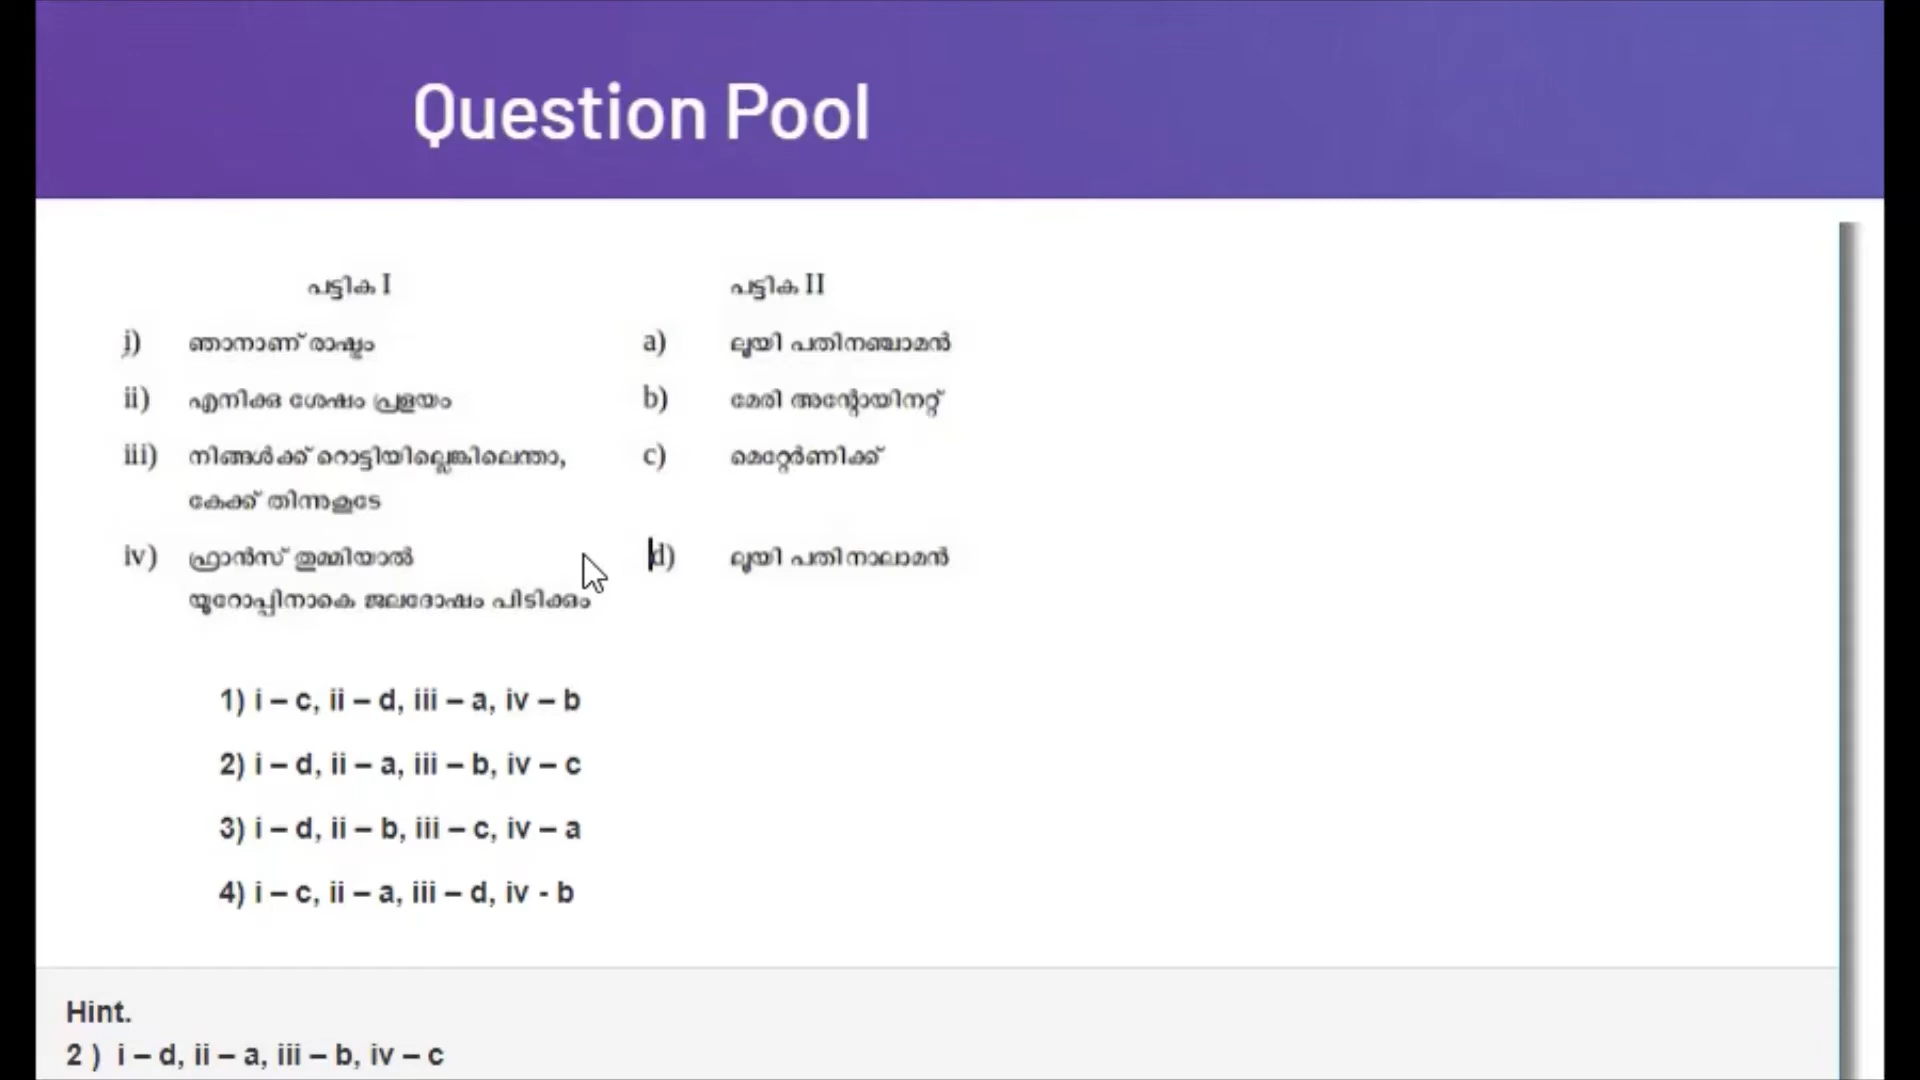 Question Pool
പട്ടിക I പട്ടിക II
i) ഞാനാണ് രാഷ്ട്രം a) ലൂയി പതിനഞ്ചാമൻ
ii) എനിക്കു ശേഷം പ്രളയം b) മേരി അന്റോയിനറ്റ്
iii) നിങ്ങൾക്ക് റൊട്ടിയില്ലെങ്കിലെന്താ, c) മെറ്റേർണിക്ക്
കേക്ക് തിന്നുകൂടേ
iv) ഫ്രാൻസ് തുമ്മിയാൽ d) ലൂയി പതിനാലാമൻ
യൂറോപ്പിനാകെ ജലദോഷം പിടിക്കും
1) i – c, ii – d, iii – a, iv – b
2) i – d, ii – a, iii – b, iv – c
3) i – d, ii – b, iii – c, iv – a
4) i – c, ii – a, iii – d, iv - b
Hint.
2 ) i – d, ii – a, iii – b, iv – c